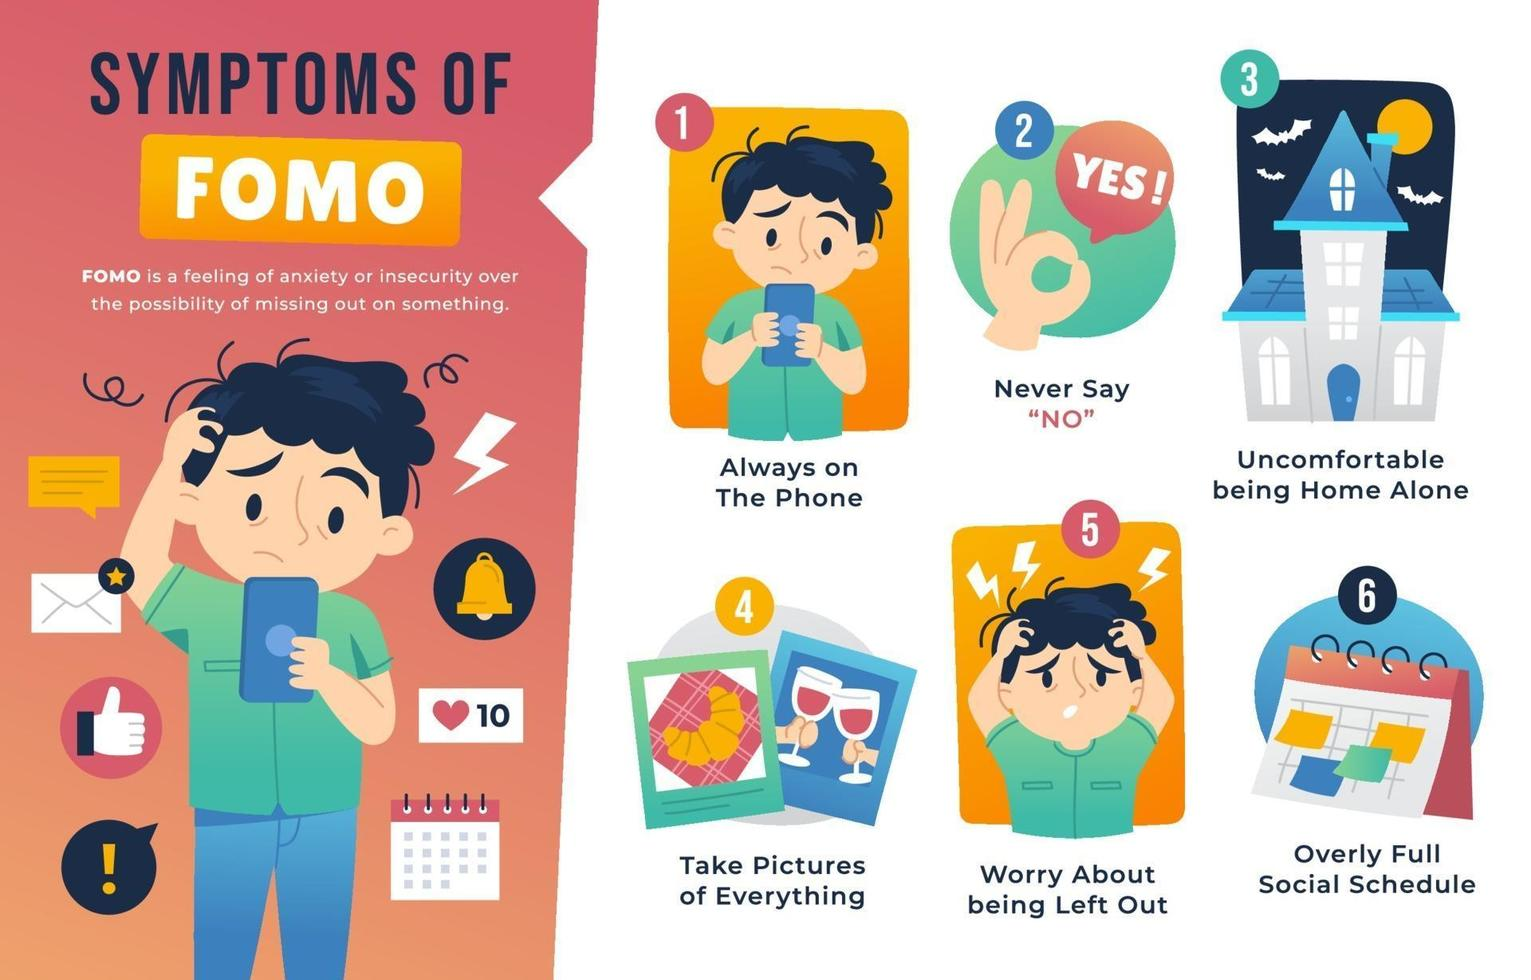 SYMPTOMS OF
FOMO
FOMO is a feeling of anxiety or insecurity over
the possibility of missing out on something.
10
!
1
Always on
The Phone
2
YES!
Never Say
“NO”
3
Uncomfortable
being Home Alone
4
Take Pictures
of Everything
5
Worry About
being Left Out
6
Overly Full
Social Schedule